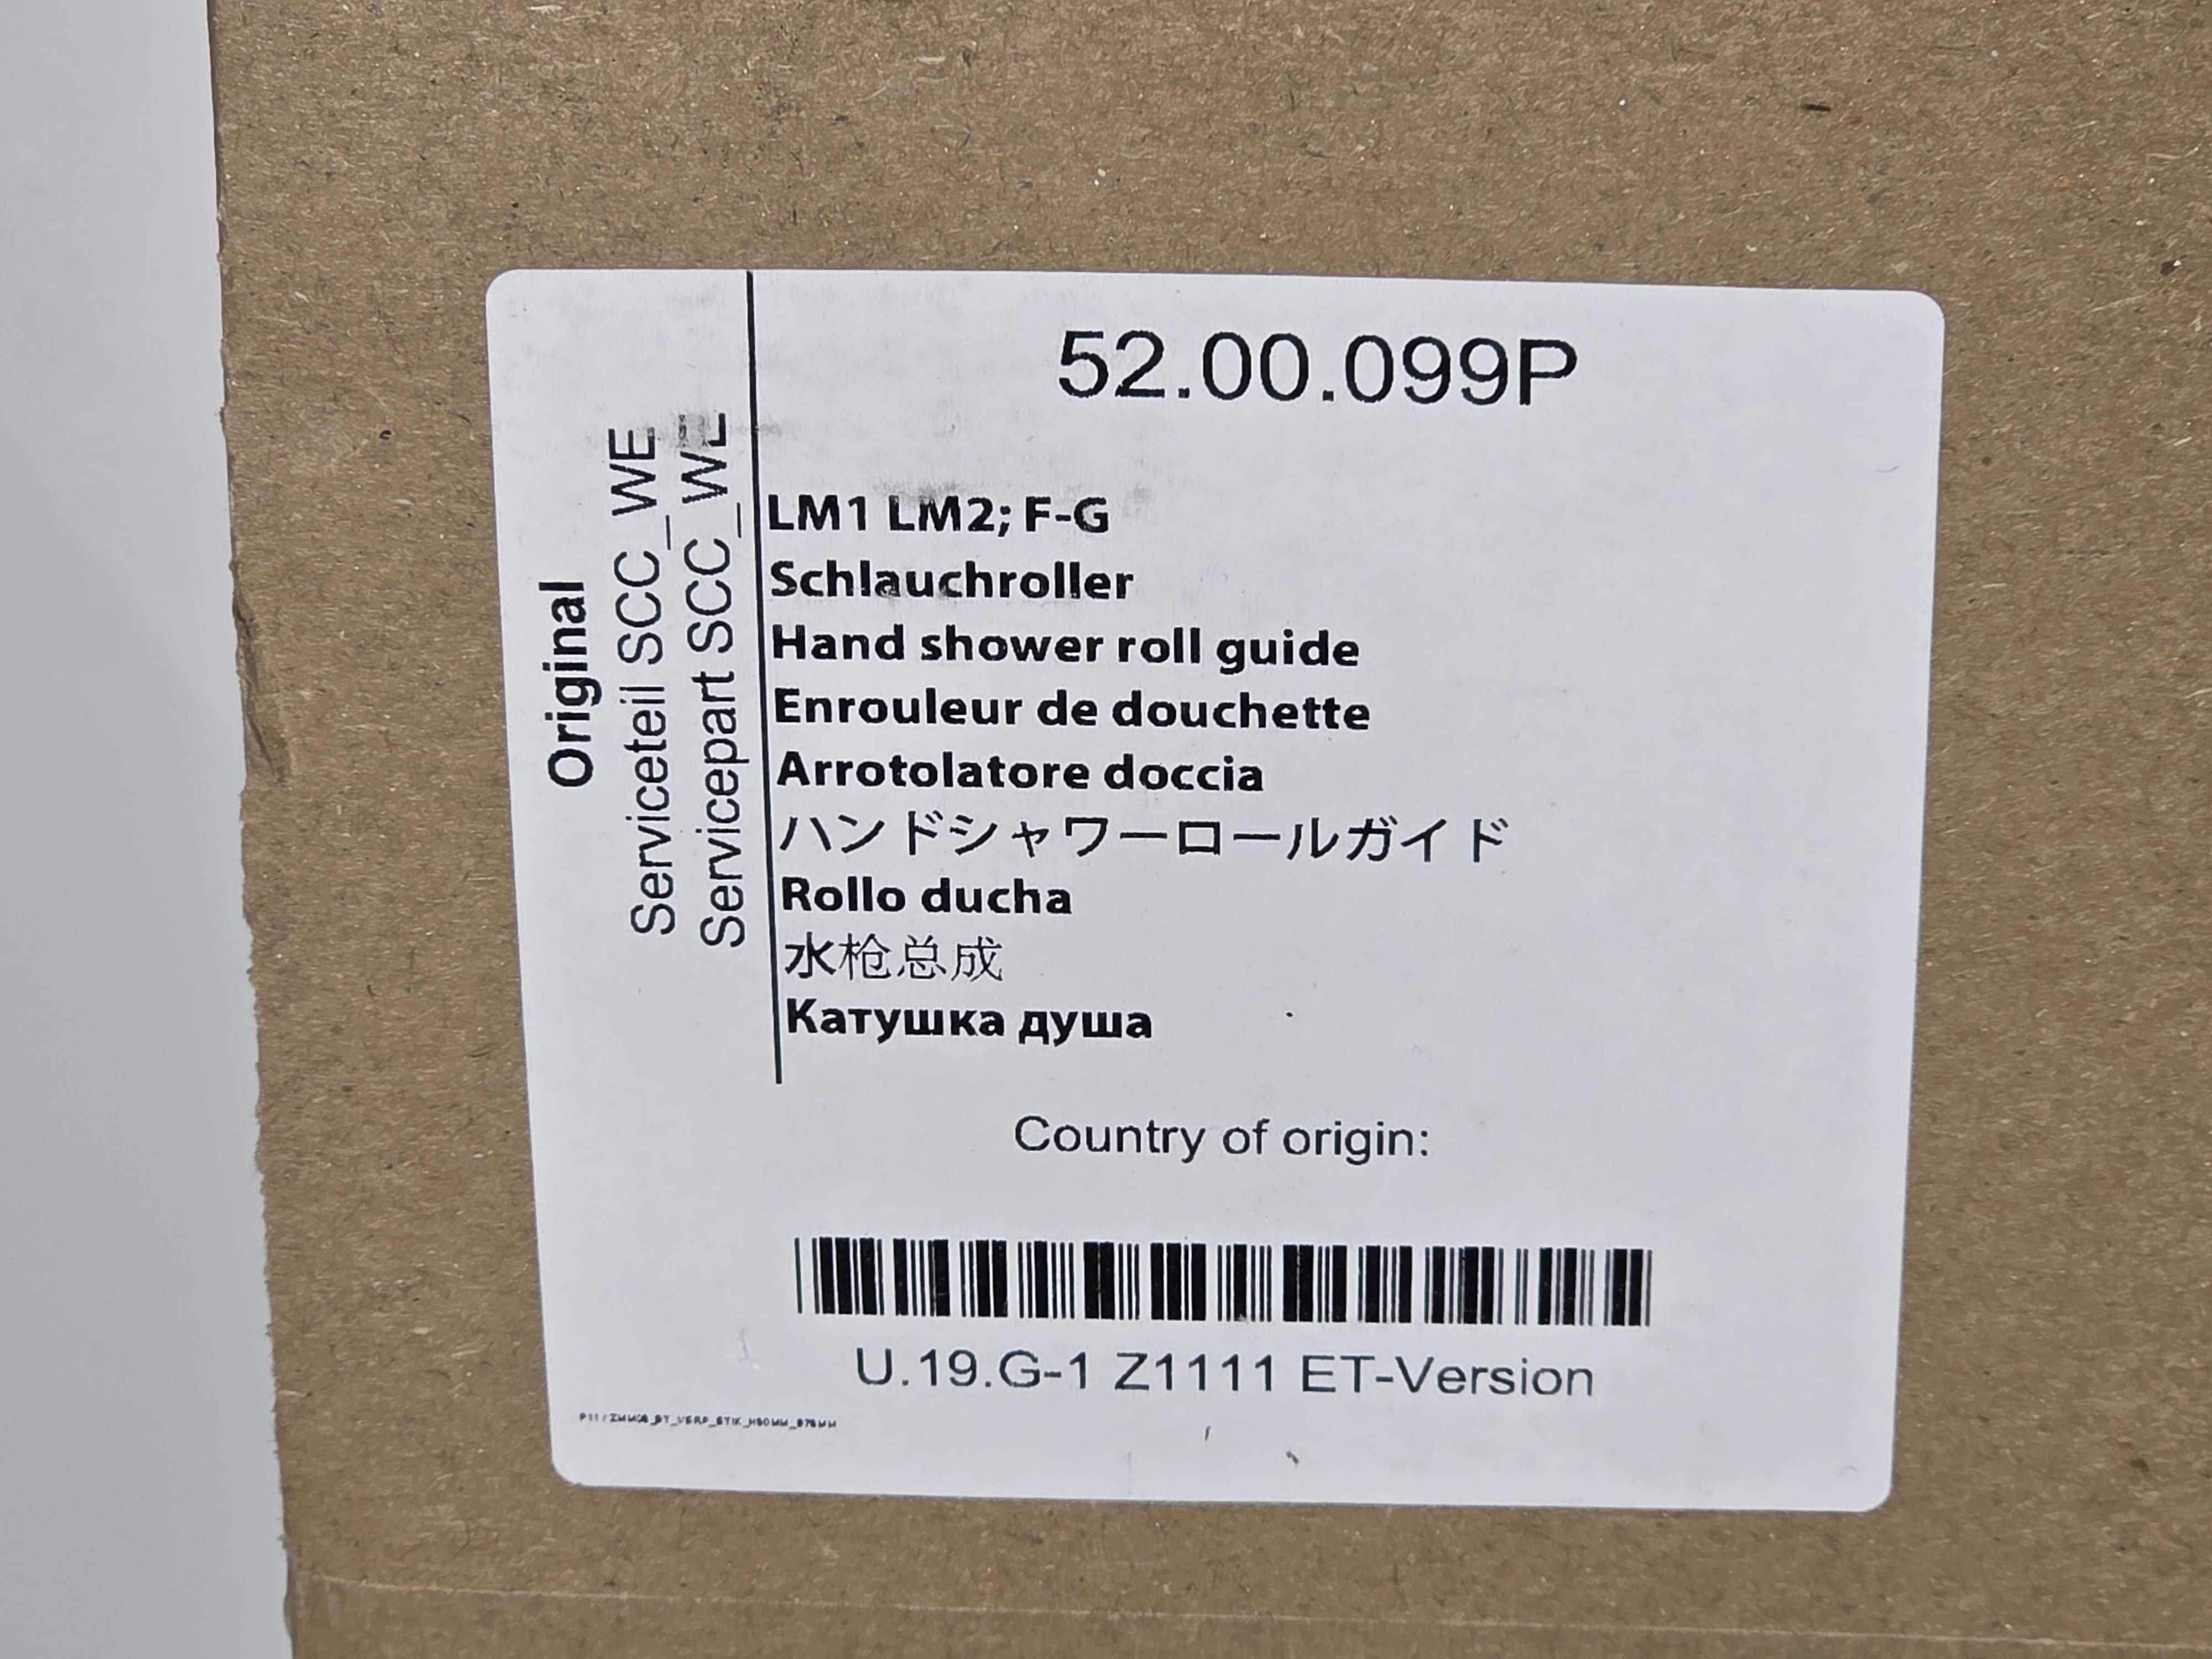 52.00.099P
Original
Serviceteil SCC_WE
Servicepart SCC_WE
LM1 LM2; F-G
Schlauchroller
Hand shower roll guide
Enrouleur de douchette
Arrotolatore doccia
ハンドシャワーロールガイド
Rollo ducha
水枪总成
Катушка душа
Country of origin:
U.19.G-1 Z1111 ET-Version